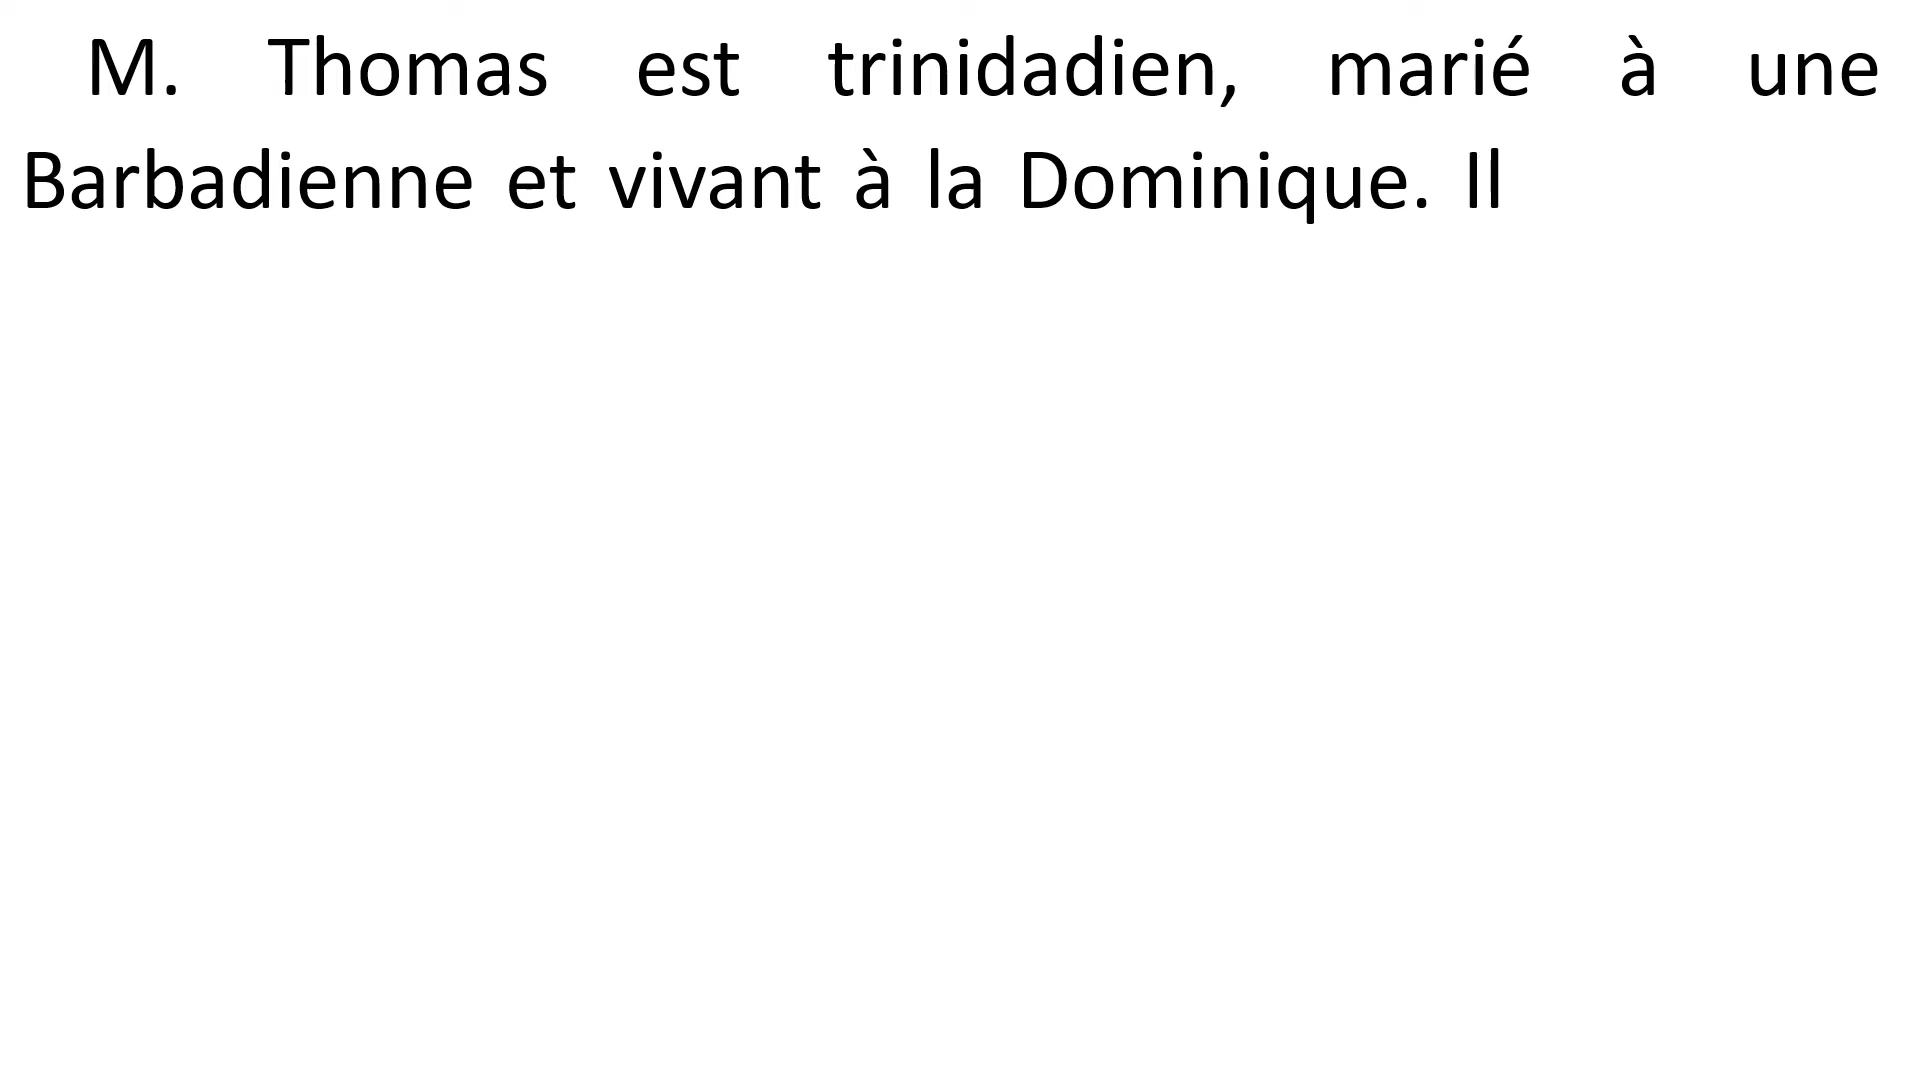 M. Thomas est trinidadien, marié à une
Barbadienne et vivant à la Dominique. Il